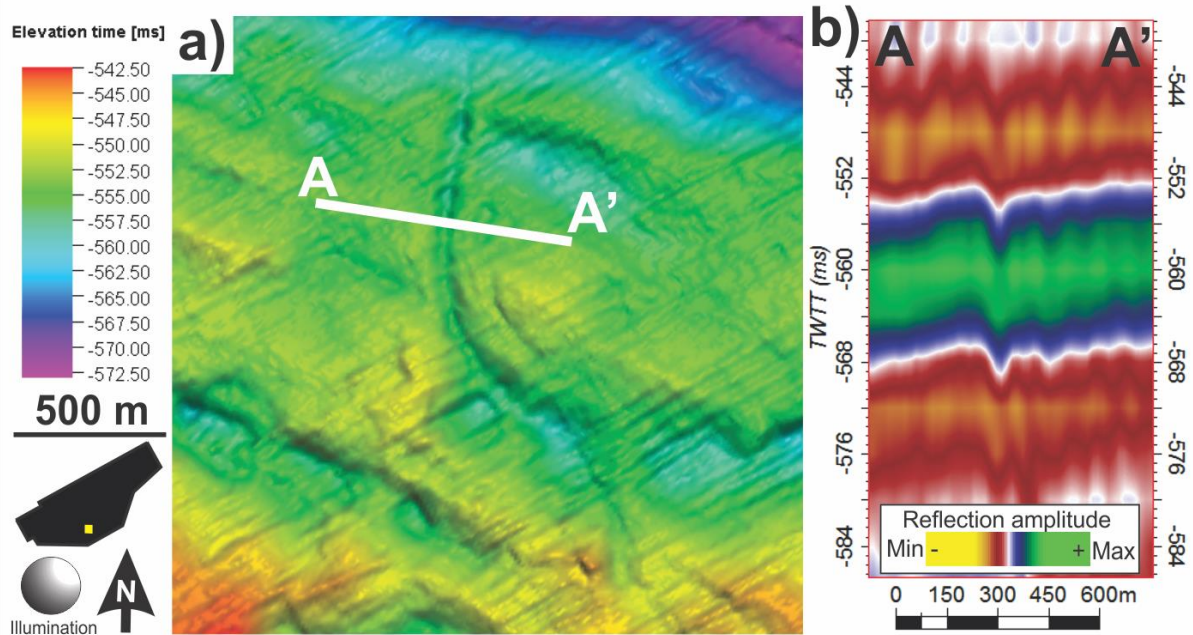 Elevation time [ms]
-542.50
-545.00
-547.50
-550.00
-552.50
-555.00
-557.50
-560.00
-562.50
-565.00
-567.50
-570.00
-572.50
500 m
Illumination
N
a)
A
A’
b)
A
A’
TWTT (ms)
-544
-552
-560
-568
-576
-584
-544
-552
-560
-568
-576
-584
Reflection amplitude
Min - + Max
0 150 300 450 600m